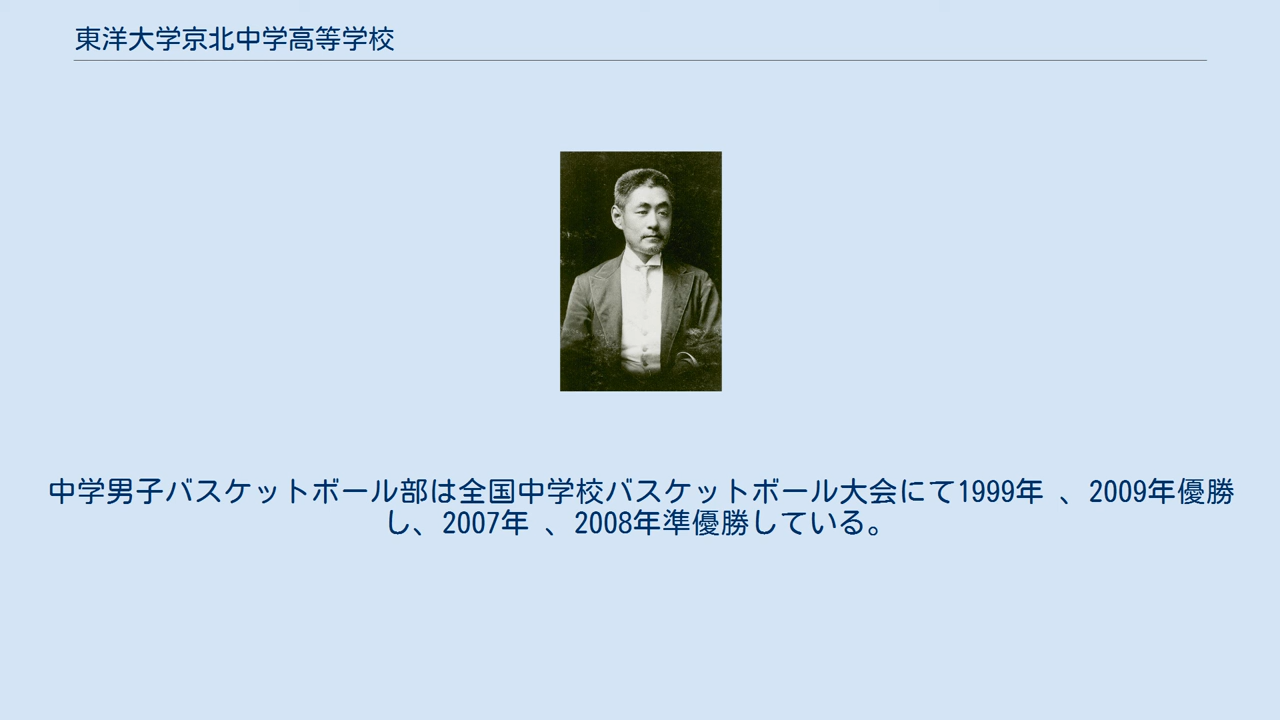 東洋大学京北中学高等学校
中学男子バスケットボール部は全国中学校バスケットボール大会にて1999年 、2009年優勝
し、2007年 、2008年準優勝している。